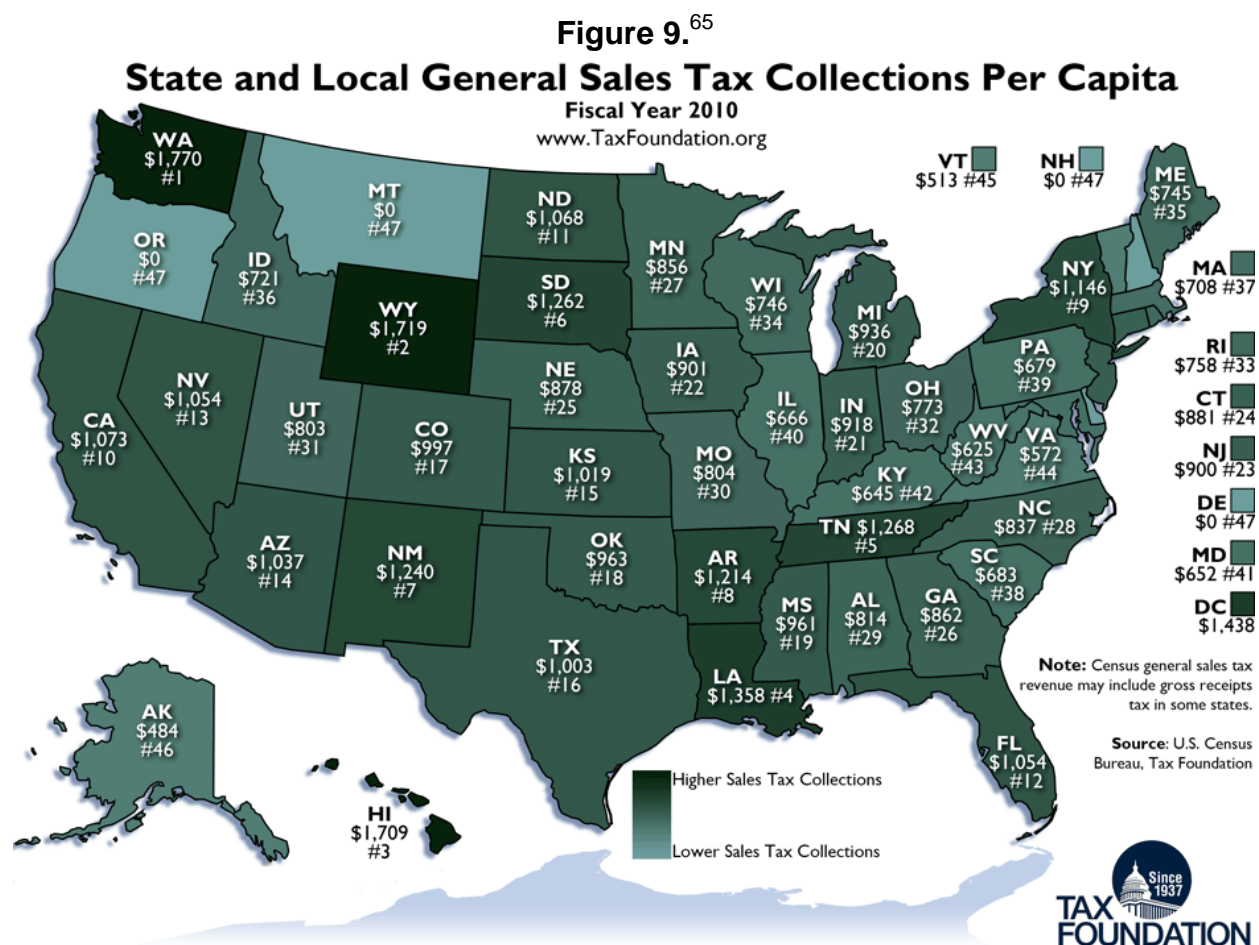 Figure 9.65
State and Local General Sales Tax Collections Per Capita
Fiscal Year 2010
www.TaxFoundation.org
WA
$1,770
#1
MT
$0
#47
ND
$1,068
#11
VT
$513 #45
NH
$0 #47
ME
$745
#35
OR
$0
#47
ID
$721
#36
MN
$856
#27
WY
$1,719
#2
SD
$1,262
#6
WI
$746
#34
MI
$936
#20
NY
$1,146
#9
MA
$708 #37
RI
$758 #33
CT
$881 #24
NJ
$900 #23
DE
$0 #47
MD
$652 #41
DC
$1,438
CA
$1,073
#10
NV
$1,054
#13
UT
$803
#31
CO
$997
#17
NE
$878
#25
IA
$901
#22
IL
$666
#40
IN
$918
#21
OH
$773
#32
PA
$679
#39
WV
$625
#43
VA
$572
#44
KS
$1,019
#15
MO
$804
#30
KY
$645 #42
NC
$837 #28
TN $1,268
#5
SC
$683
#38
AZ
$1,037
#14
NM
$1,240
#7
OK
$963
#18
AR
$1,214
#8
MS
$961
#19
AL
$814
#29
GA
$862
#26
TX
$1,003
#16
LA
$1,358 #4
FL
$1,054
#12
AK
$484
#46
HI
$1,709
#3
Higher Sales Tax Collections
Lower Sales Tax Collections
Note: Census general sales tax
revenue may include gross receipts
tax in some states.
Source: U.S. Census
Bureau, Tax Foundation
Since
1937
TAX
FOUNDATION